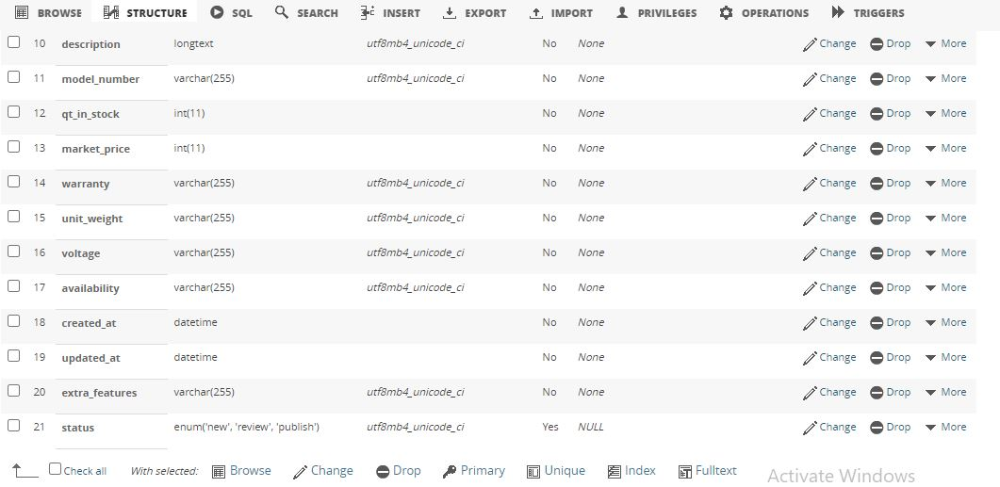 BROWSE STRUCTURE SQL SEARCH INSERT EXPORT IMPORT PRIVILEGES OPERATIONS TRIGGERS
10 description longtext utf8mb4_unicode_ci No None Change Drop More
11 model_number varchar(255) utf8mb4_unicode_ci No None Change Drop More
12 qt_in_stock int(11) No None Change Drop More
13 market_price int(11) No None Change Drop More
14 warranty varchar(255) utf8mb4_unicode_ci No None Change Drop More
15 unit_weight varchar(255) utf8mb4_unicode_ci No None Change Drop More
16 voltage varchar(255) utf8mb4_unicode_ci No None Change Drop More
17 availability varchar(255) utf8mb4_unicode_ci No None Change Drop More
18 created_at datetime No None Change Drop More
19 updated_at datetime No None Change Drop More
20 extra_features varchar(255) utf8mb4_unicode_ci No None Change Drop More
21 status enum('new', 'review', 'publish') utf8mb4_unicode_ci Yes NULL Change Drop More
Check all With selected: Browse Change Drop Primary Unique Index Fulltext
Activate Windows